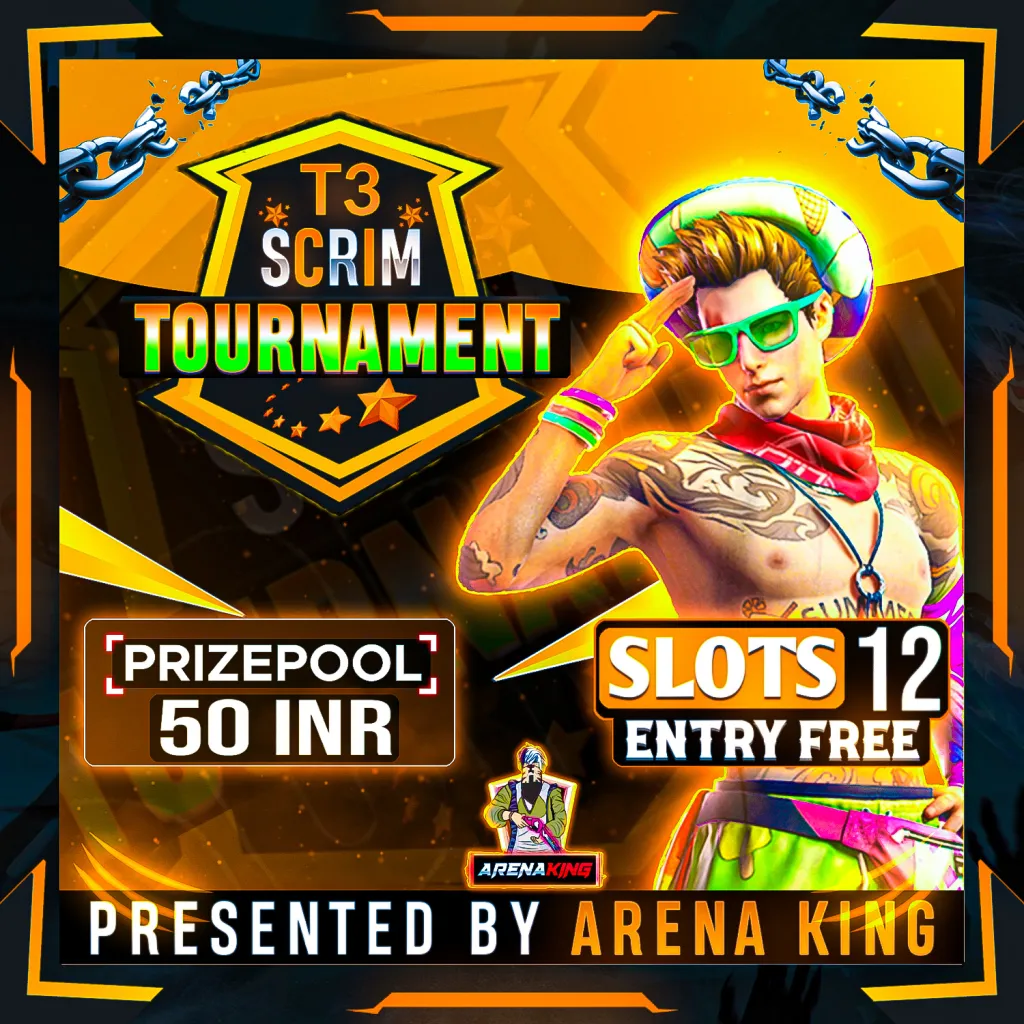 T3
SCRIM
TOURNAMENT
PRIZEPOOL
50 INR
SLOTS 12
ENTRY FREE
ARENAKING
PRESENTED BY ARENA KING